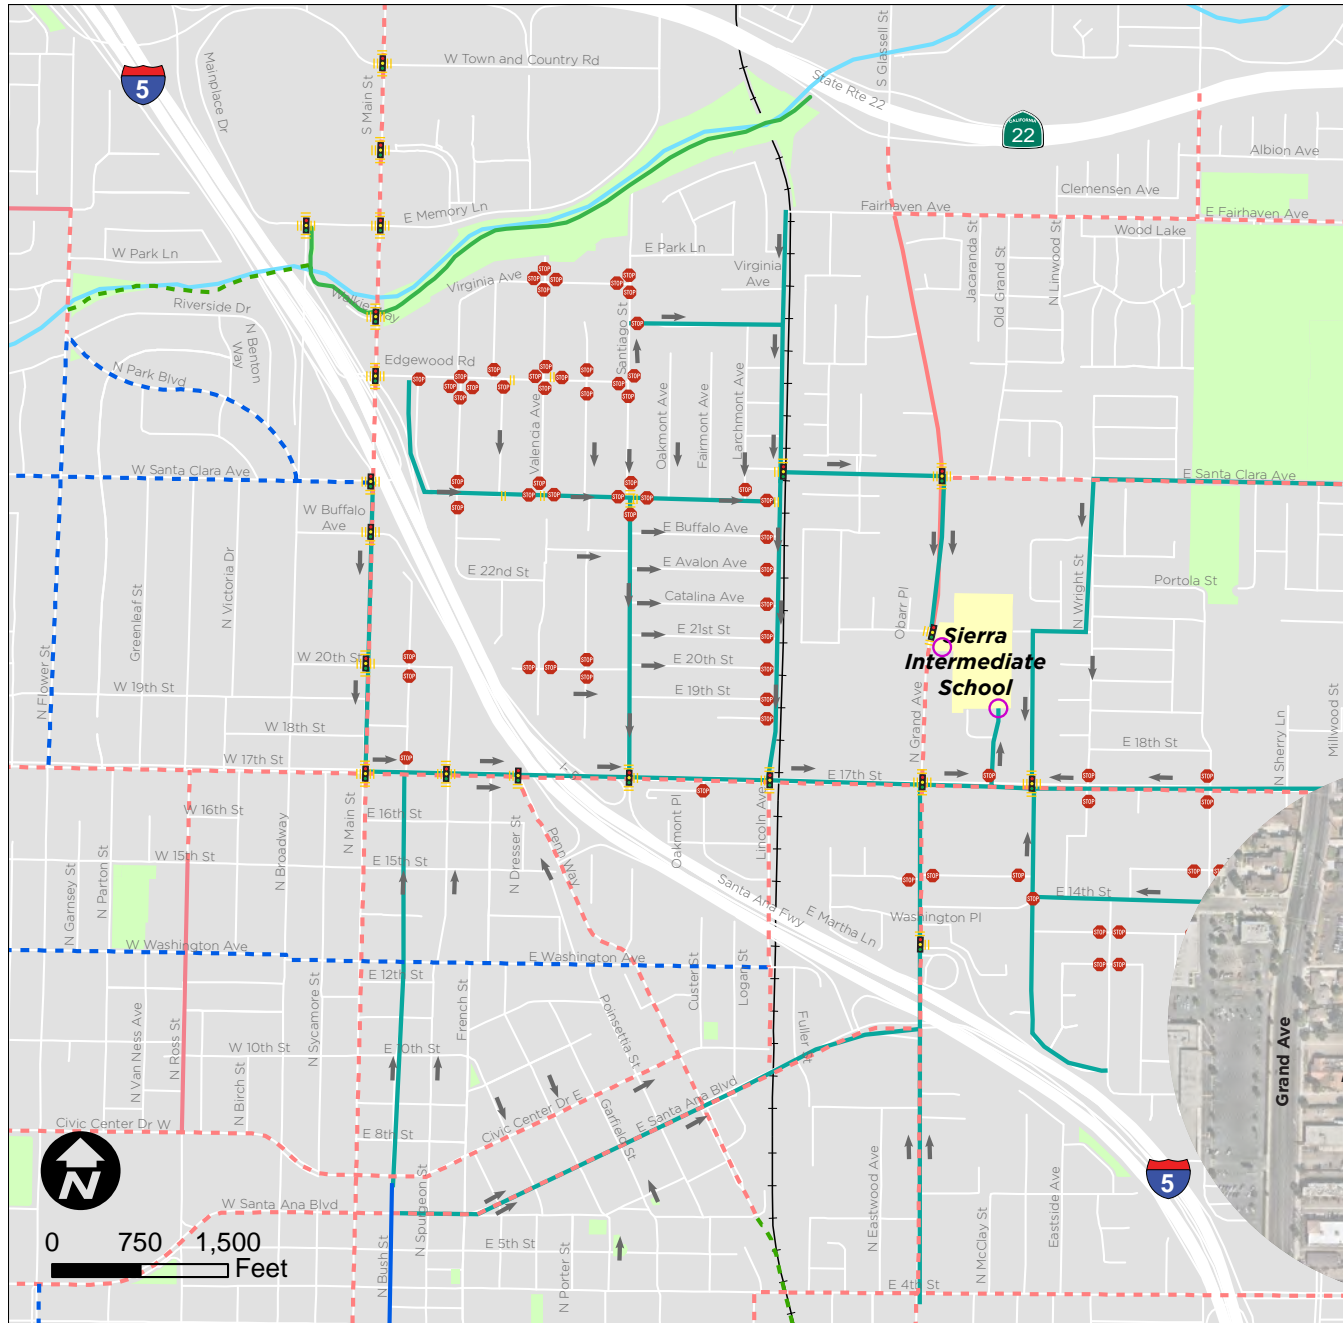 W Town and Country Rd
S Glassell St
Mainplace Dr
5
State Rte 22
S Main St
CALIFORNIA
22
Albion Ave
Clemensen Ave
E Memory Ln
Fairhaven Ave
E Fairhaven Ave
Wood Lake
W Park Ln
E Park Ln
Virginia
Ave
Virginia Ave
Jacaranda St
Old Grand St
N Linwood St
Riverside Dr
Santiago St
N Benton
Way
Edgewood Rd
N Park Blvd
Valenda Ave
Oakmont Ave
Fairmont Ave
Larchmont Ave
W Santa Clara Ave
E Santa Clara Ave
W Buffalo
Ave
E Buffalo Ave
E Avalon Ave
E 22nd St
Catalina Ave
E 21st St
E 20th St
E 19th St
N Victoria Dr
Greenleaf St
N Flower St
W 20th St
W 19th St
W 18th St
W 17th St
Portola St
N Wright St
Obarr Pl
Sierra
Intermediate
School
N Grand Ave
E 18th St
N Sherry Ln
Millwood St
E 17th St
W 16th St
E 16th St
N Main St
N Broadway
W 15th St
E 15th St
N Dresser St
Penn Way
Oakmont Pl
Lincoln Ave
Santa Ana Fwy
E Martha Ln
Washington Pl
E 14th St
N Garnsey St
N Parton St
W Washington Ave
E Washington Ave
E 12th St
N Sycamore St
French St
Poinsettia St
Custer St
Logan St
Fuller St
N Van Ness Ave
N Ross St
W 10th St
E 10th St
N Birch St
Civic Center Dr W
Civic Center Dr E
Garfield St
E Santa Ana Blvd
E 8th St
Grand Ave
N
W Santa Ana Blvd
N Spurgeon St
N Bush St
E 5th St
N Porter St
N Eastwood Ave
N McClay St
Eastside Ave
5
E 4th St
0 750 1,500
Feet
STOP